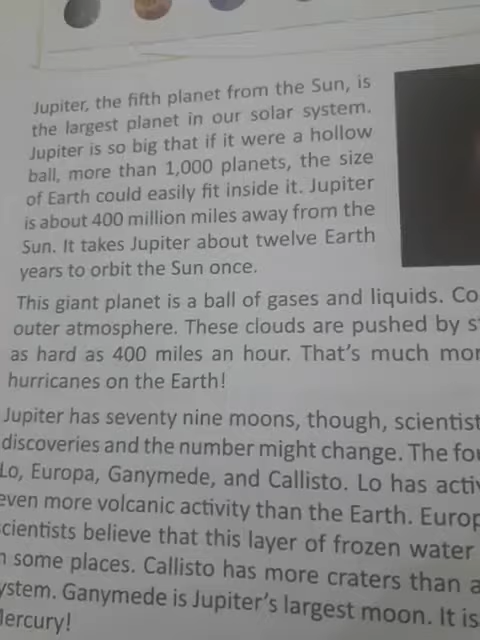 Jupiter, the fifth planet from the Sun, is
the largest planet in our solar system.
Jupiter is so big that if it were a hollow
ball, more than 1,000 planets, the size
of Earth could easily fit inside it. Jupiter
is about 400 million miles away from the
Sun. It takes Jupiter about twelve Earth
years to orbit the Sun once.
This giant planet is a ball of gases and liquids.
outer atmosphere. These clouds are pushed by
as hard as 400 miles an hour. That's much
hurricanes on the Earth!
Jupiter has seventy nine moons, though,
discoveries and the number might change. The
Lo, Europa, Ganymede, and Callisto. Lo has
even more volcanic activity than the Earth.
scientists believe that this layer of frozen water
some places. Callisto has more craters than
Ganymede is Jupiter's largest moon. It is